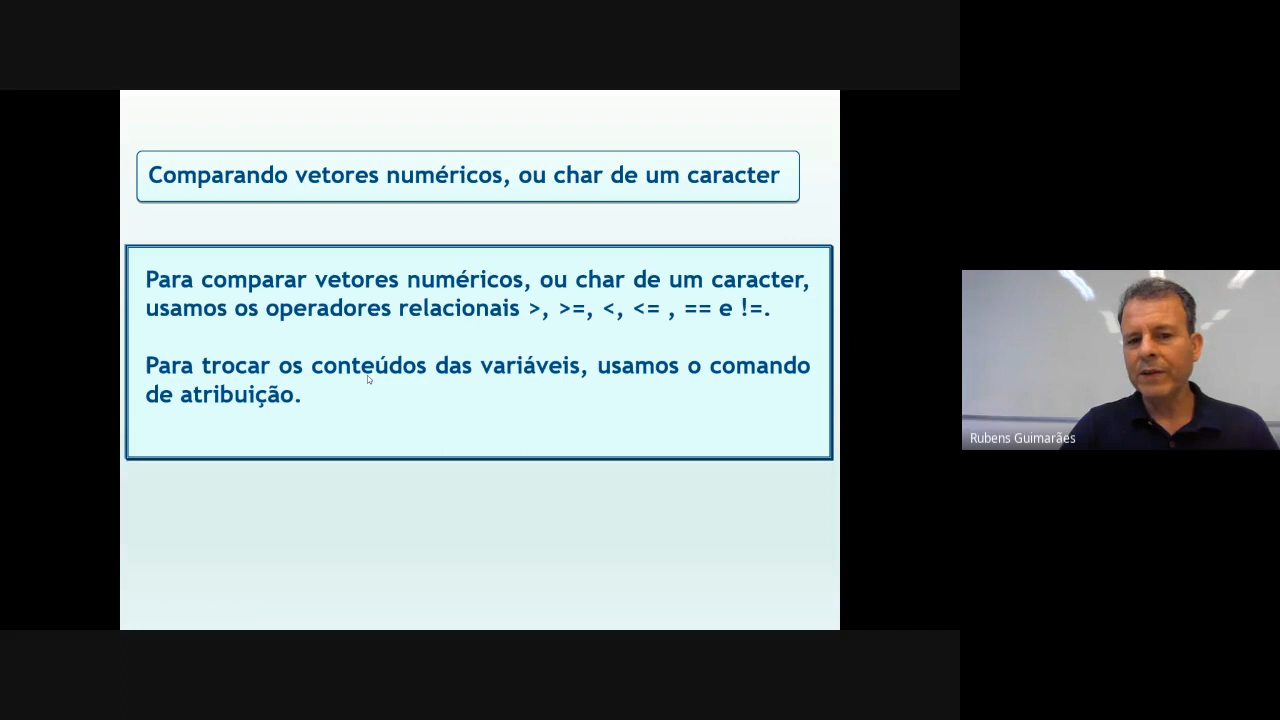 Comparando vetores numéricos, ou char de um caracter
Para comparar vetores numéricos, ou char de um caracter,
usamos os operadores relacionais >, >=, <, <= , == e !=.
Para trocar os conteúdos das variáveis, usamos o comando
de atribuição.
Rubens Guimarães